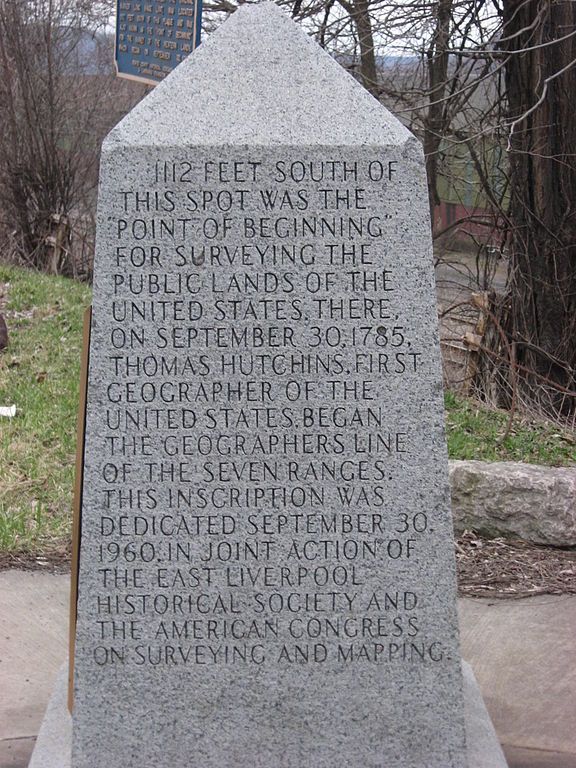 1112 FEET SOUTH OF
THIS SPOT WAS THE
"POINT OF BEGINNING"
FOR SURVEYING THE
PUBLIC LANDS OF THE
UNITED STATES. THERE,
ON SEPTEMBER 30, 1785,
THOMAS HUTCHINS, FIRST
GEOGRAPHER OF THE
UNITED STATES, BEGAN
THE GEOGRAPHERS LINE
OF THE SEVEN RANGES.
THIS INSCRIPTION WAS
DEDICATED SEPTEMBER 30,
1960, IN JOINT ACTION OF
THE EAST LIVERPOOL
HISTORICAL SOCIETY AND
THE AMERICAN CONGRESS
ON SURVEYING AND MAPPING.